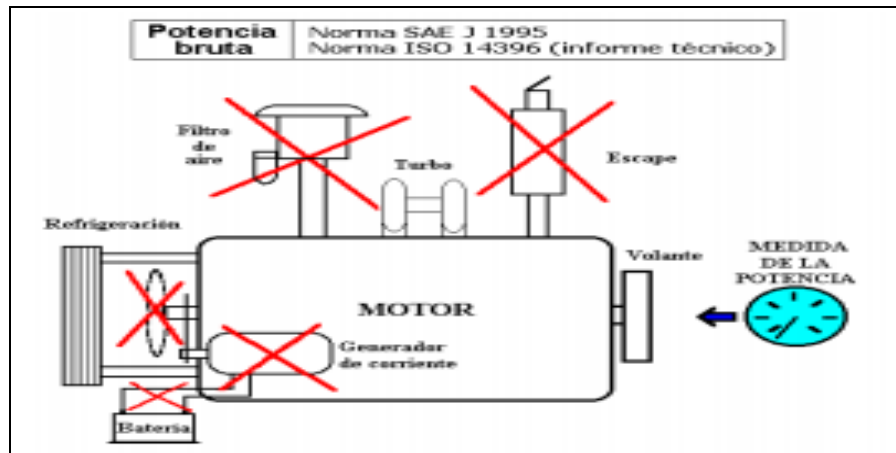 Potencia
bruta
Norma SAE J 1995
Norma ISO 14396 (informe técnico)
Filtro
de
aire
Turbo
Escape
Refrigeración
Volante
MEDIDA
DE LA
POTENCIA
MOTOR
Generador
de corriente
Bateria